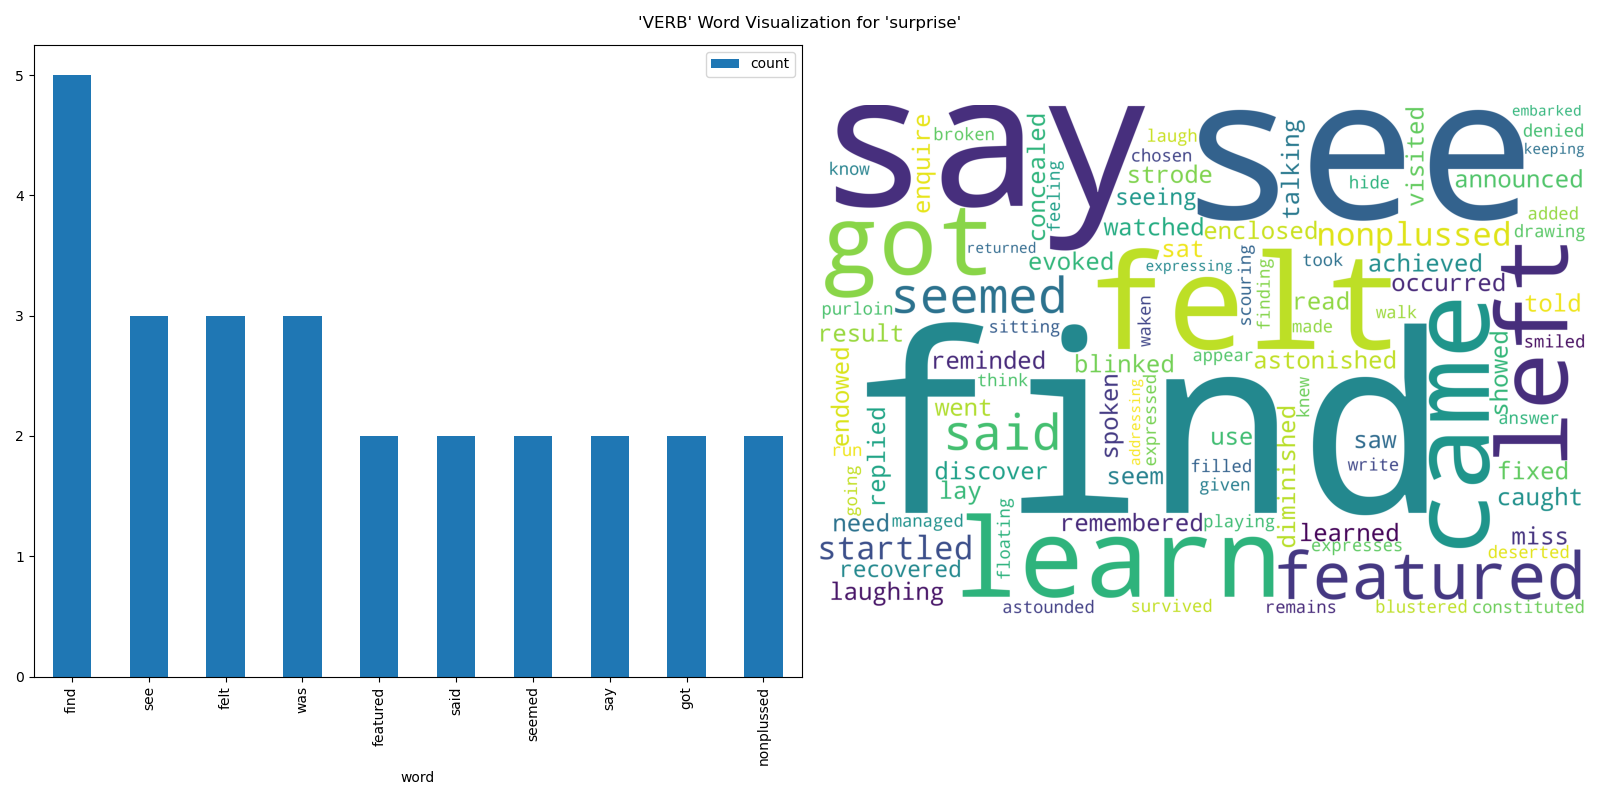 'VERB' Word Visualization for 'surprise'
count
5
4
3
2
1
0
find
see
felt
was
featured
said
seemed
say
got
nonplussed
word
say
see
know
enquire
broken
concealed
feeling
laugh
chosen
strode
seeing
talking
hide
visited
embarked
denied
keeping
announced
added
drawing
got
returned
watched
evoked
sat
enclosed
nonplussed
expressing
scouring
finding
took
achieved
occurred
left
told
smiled
purloin
seemed
felt
waken
read
made
walk
result
sitting
reminded
blinked
appear
astonished
came
showed
endowed
think
find
knew
answer
went
said
spoken
addressing
expressed
use
saw
write
run
going
replied
discover
lay
seem
filled
given
diminished
fixed
caught
need
managed
floating
remembered
playing
learned
expresses
miss
deserted
startled
recovered
laughing
learn
featured
astounded
survived
remains
blustered
constituted